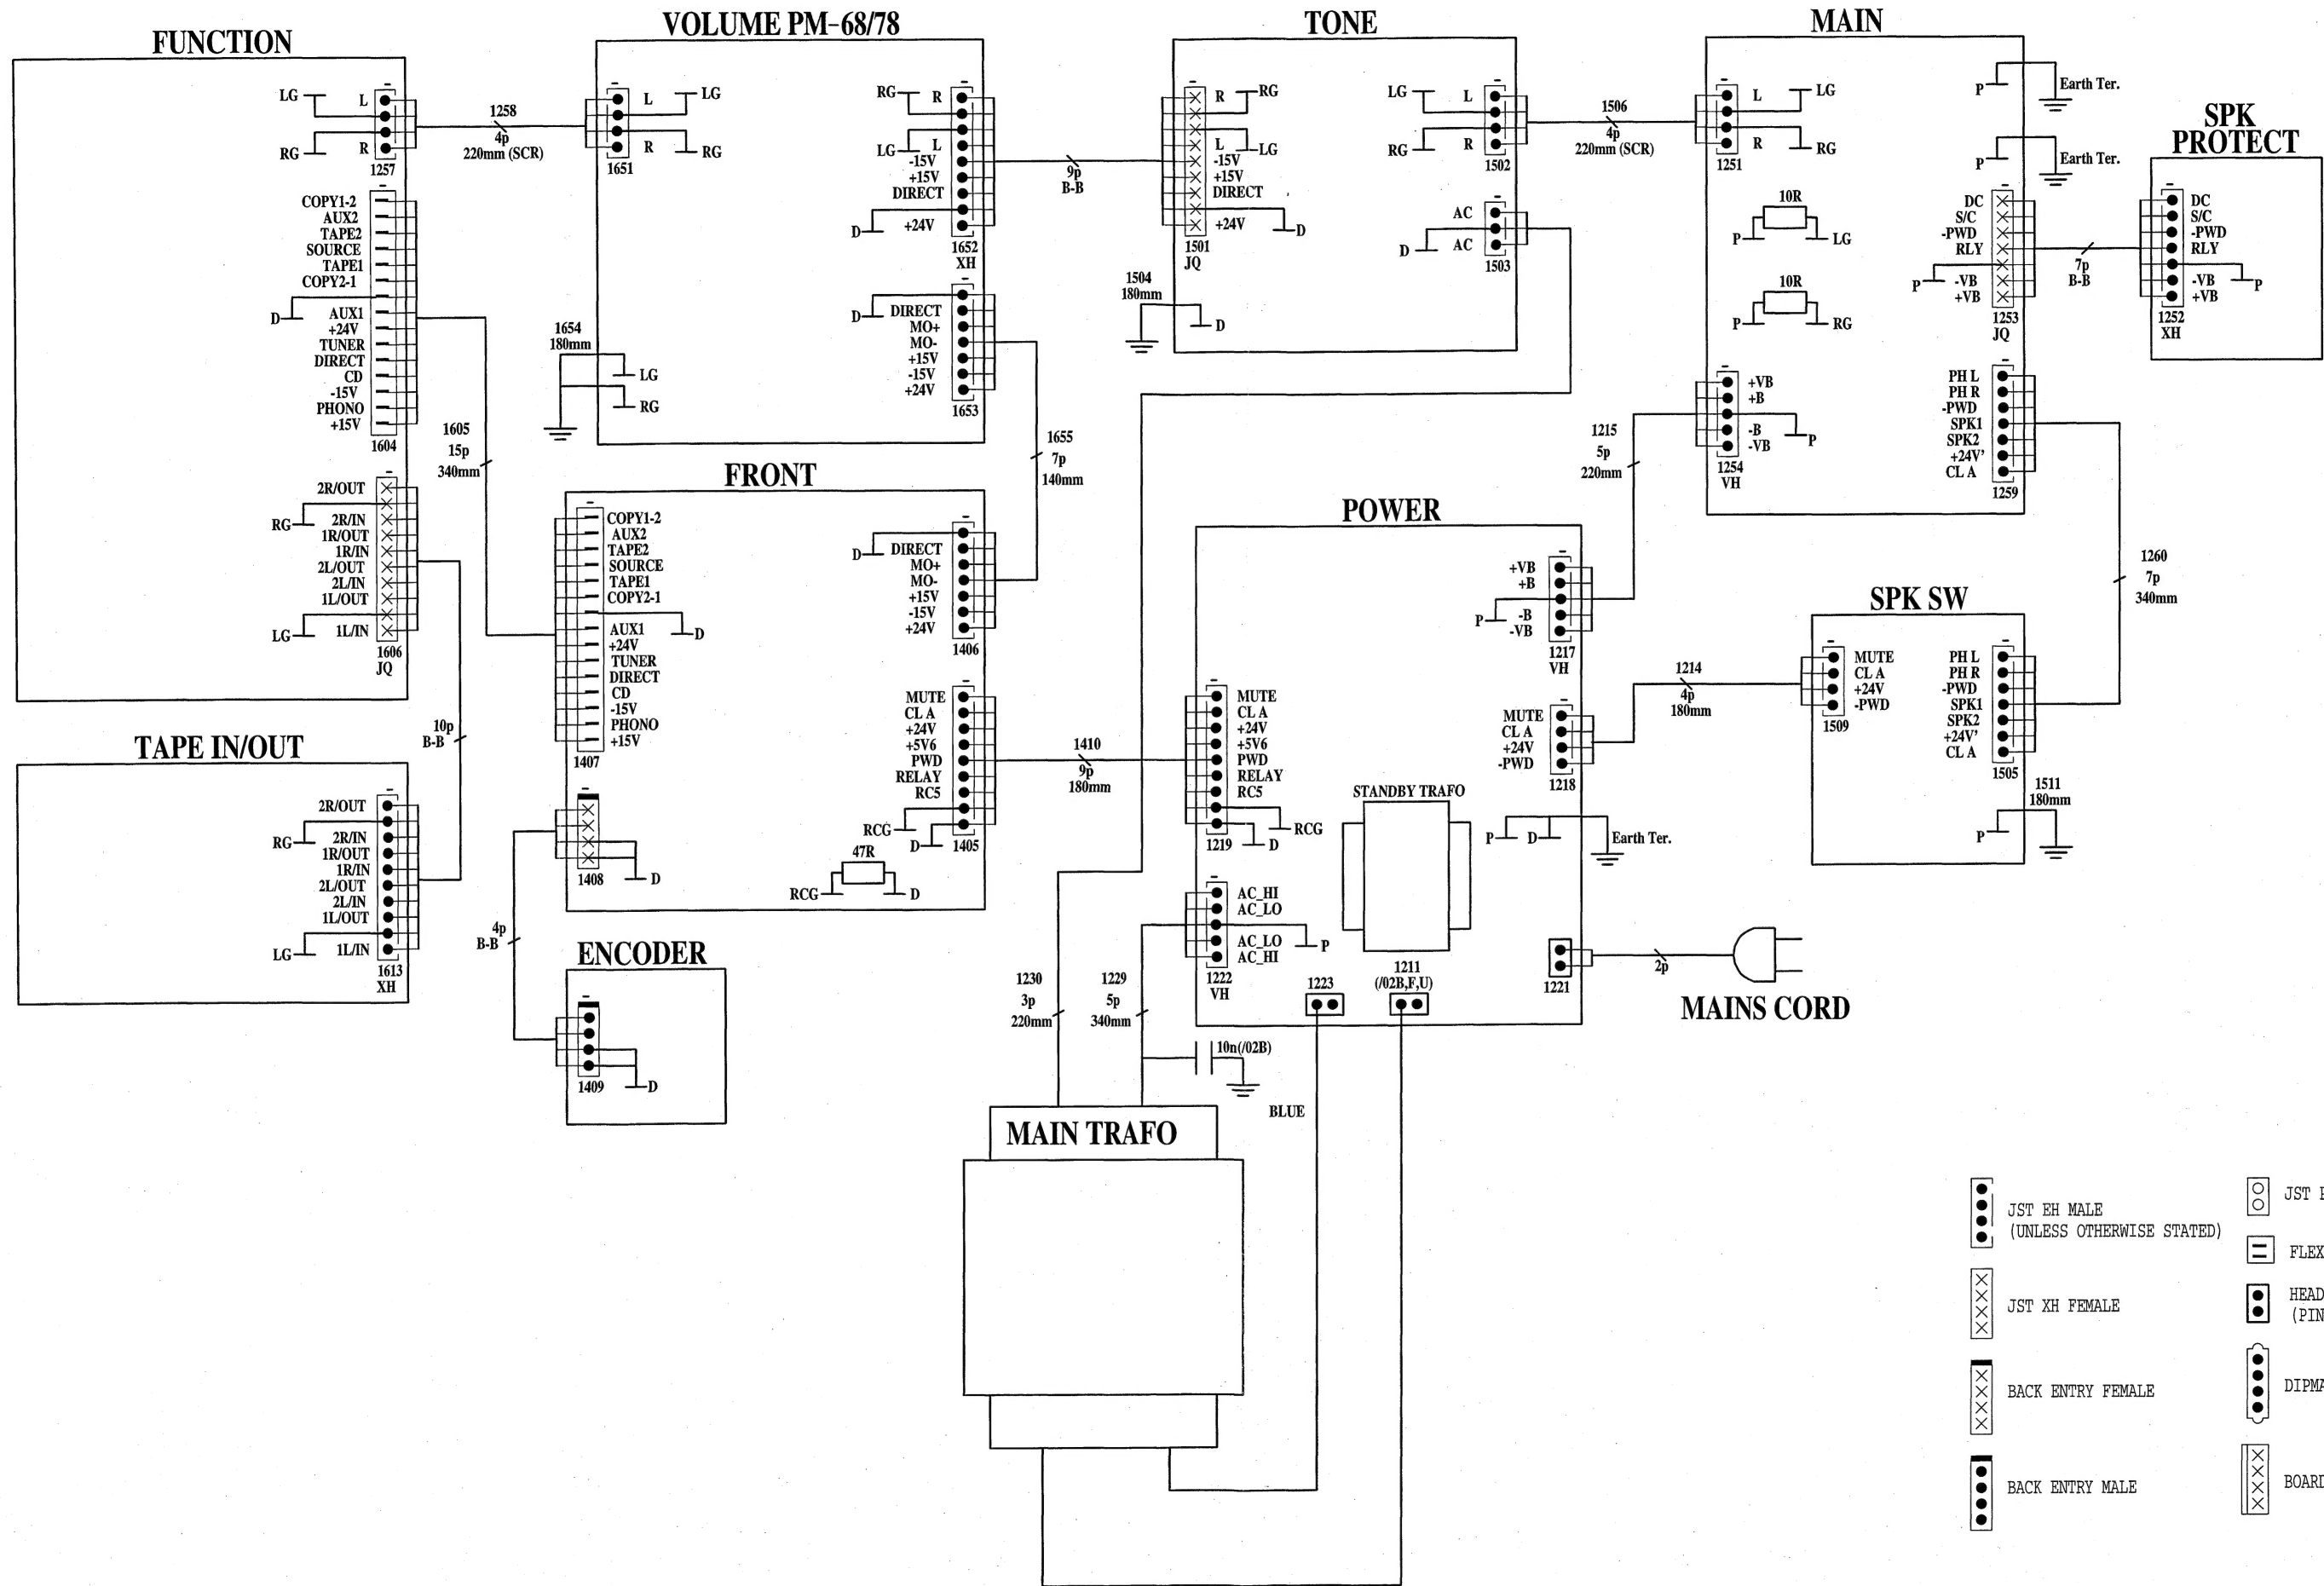 FUNCTION
LG
L
RG
R
1257
COPY1-2
AUX2
TAPE2
SOURCE
TAPE1
COPY2-1
D
AUX1
+24V
TUNER
DIRECT
CD
-15V
PHONO
+15V
1604
2R/OUT
RG
2R/IN
1R/OUT
1R/IN
2L/OUT
2L/IN
1L/OUT
LG
1L/IN
1606
JQ
1258
4p
220mm (SCR)
1605
15p
340mm
10p
B-B
TAPE IN/OUT
2R/OUT
RG
2R/IN
1R/OUT
1R/IN
2L/OUT
2L/IN
1L/OUT
LG
1L/IN
1613
XH
VOLUME PM-68/78
L
LG
R
RG
1651
RG
R
LG
L
-15V
+15V
DIRECT
D
+24V
1652
XH
D
DIRECT
MO+
MO-
+15V
-15V
+24V
1653
1654
180mm
LG
RG
9p
B-B
1655
7p
140mm
FRONT
COPY1-2
AUX2
TAPE2
SOURCE
TAPE1
COPY2-1
D
AUX1
+24V
TUNER
DIRECT
CD
-15V
PHONO
+15V
1407
D
DIRECT
MO+
MO-
+15V
-15V
+24V
1406
MUTE
CL A
+24V
+5V6
PWD
RELAY
RC5
RCG
D
1405
47R
RCG
D
1408
D
4p
B-B
ENCODER
1409
D
1410
9p
180mm
TONE
R
RG
L
LG
-15V
+15V
DIRECT
+24V
D
1501
JQ
LG
L
RG
R
1502
AC
D
AC
1503
1504
180mm
D
1506
4p
220mm (SCR)
MAIN
L
LG
R
RG
1251
P
Earth Ter.
P
Earth Ter.
10R
P
LG
10R
P
RG
DC
S/C
-PWD
RLY
P
-VB
+VB
1253
JQ
+VB
+B
P
-B
-VB
1254
VH
PH L
PH R
-PWD
SPK1
SPK2
+24V'
CL A
1259
7p
B-B
SPK
PROTECT
DC
S/C
-PWD
RLY
-VB
P
+VB
1252
XH
1215
5p
220mm
1260
7p
340mm
POWER
+VB
+B
P
-B
-VB
1217
VH
MUTE
CL A
+24V
+5V6
PWD
RELAY
RC5
RCG
D
1219
MUTE
CL A
+24V
-PWD
1218
STANDBY TRAFO
P
D
Earth Ter.
AC_HI
AC_LO
P
AC_LO
AC_HI
1222
VH
1223
1211
(/02B,F,U)
1221
2p
MAINS CORD
1214
4p
180mm
SPK SW
MUTE
CL A
+24V
-PWD
1509
PH L
PH R
-PWD
SPK1
SPK2
+24V'
CL A
1505
1511
180mm
P
1230
3p
220mm
1229
5p
340mm
10n(/02B)
BLUE
MAIN TRAFO
JST EH MALE
(UNLESS OTHERWISE STATED)
JST XH FEMALE
BACK ENTRY FEMALE
BACK ENTRY MALE
JST
FLEX
HEAD
(PIN
DIPMA
BOARD